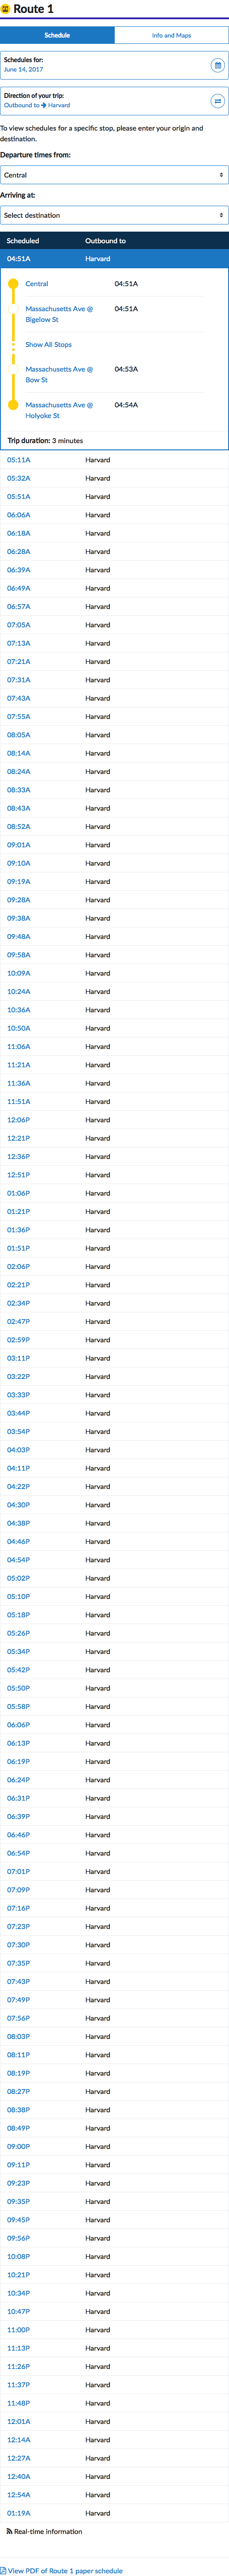 Route 1
Schedule Info and Maps
Schedules for:
June 14, 2017
Direction of your trip:
Outbound to → Harvard
To view schedules for a specific stop, please enter your origin and
destination.
Departure times from:
Central
Arriving at:
Select destination
Scheduled Outbound to
04:51A Harvard
Central 04:51A
Massachusetts Ave @ 04:51A
Bigelow St
Show All Stops
Massachusetts Ave @ 04:53A
Bow St
Massachusetts Ave @ 04:54A
Holyoke St
Trip duration: 3 minutes
05:11A Harvard
05:32A Harvard
05:51A Harvard
06:06A Harvard
06:18A Harvard
06:28A Harvard
06:39A Harvard
06:49A Harvard
06:57A Harvard
07:05A Harvard
07:13A Harvard
07:21A Harvard
07:31A Harvard
07:43A Harvard
07:55A Harvard
08:05A Harvard
08:14A Harvard
08:24A Harvard
08:33A Harvard
08:43A Harvard
08:52A Harvard
09:01A Harvard
09:10A Harvard
09:19A Harvard
09:28A Harvard
09:38A Harvard
09:48A Harvard
09:58A Harvard
10:09A Harvard
10:24A Harvard
10:36A Harvard
10:50A Harvard
11:06A Harvard
11:21A Harvard
11:36A Harvard
11:51A Harvard
12:06P Harvard
12:21P Harvard
12:36P Harvard
12:51P Harvard
01:06P Harvard
01:21P Harvard
01:36P Harvard
01:51P Harvard
02:06P Harvard
02:21P Harvard
02:34P Harvard
02:47P Harvard
02:59P Harvard
03:11P Harvard
03:22P Harvard
03:33P Harvard
03:44P Harvard
03:54P Harvard
04:03P Harvard
04:11P Harvard
04:22P Harvard
04:30P Harvard
04:38P Harvard
04:46P Harvard
04:54P Harvard
05:02P Harvard
05:10P Harvard
05:18P Harvard
05:26P Harvard
05:34P Harvard
05:42P Harvard
05:50P Harvard
05:58P Harvard
06:06P Harvard
06:13P Harvard
06:19P Harvard
06:24P Harvard
06:31P Harvard
06:39P Harvard
06:46P Harvard
06:54P Harvard
07:01P Harvard
07:09P Harvard
07:16P Harvard
07:23P Harvard
07:30P Harvard
07:35P Harvard
07:43P Harvard
07:49P Harvard
07:56P Harvard
08:03P Harvard
08:11P Harvard
08:19P Harvard
08:27P Harvard
08:38P Harvard
08:49P Harvard
09:00P Harvard
09:11P Harvard
09:23P Harvard
09:35P Harvard
09:45P Harvard
09:56P Harvard
10:08P Harvard
10:21P Harvard
10:34P Harvard
10:47P Harvard
11:00P Harvard
11:13P Harvard
11:26P Harvard
11:37P Harvard
11:48P Harvard
12:01A Harvard
12:14A Harvard
12:27A Harvard
12:40A Harvard
12:54A Harvard
01:19A Harvard
Real-time information
View PDF of Route 1 paper schedule